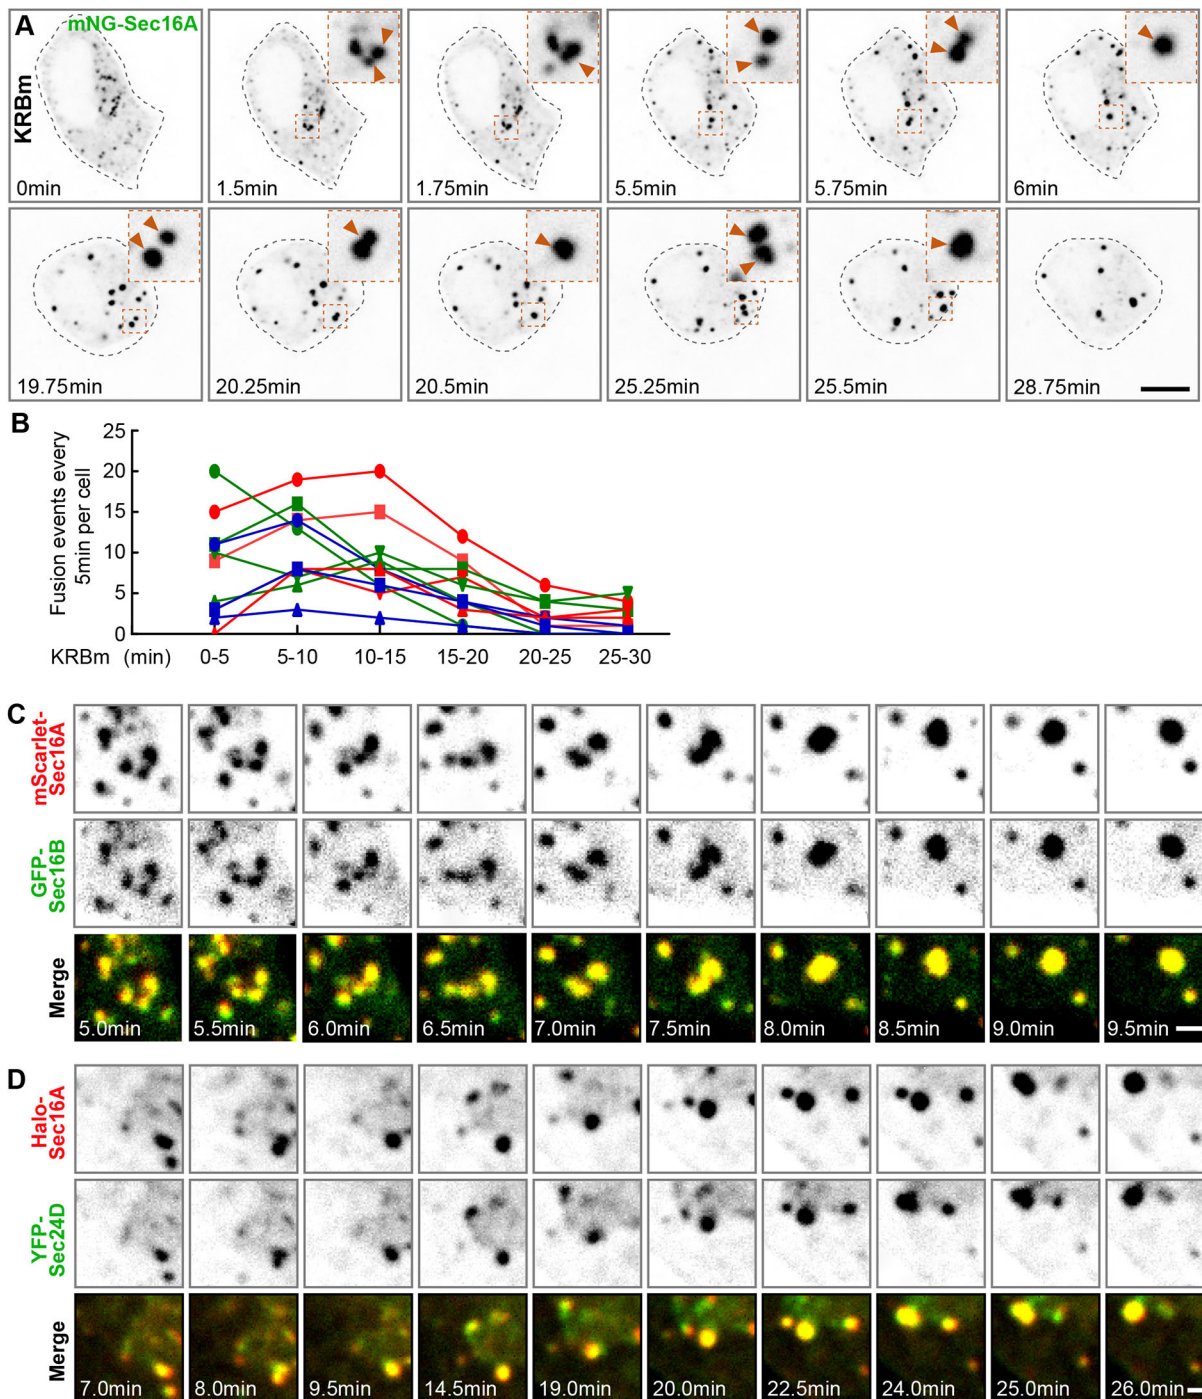 A
mNG-Sec16A
KRBm
0min
1.5min
1.75min
5.5min
5.75min
6min
19.75min
20.25min
20.5min
25.25min
25.5min
28.75min
B
Fusion events every
5min per cell
25
20
15
10
5
0
KRBm (min) 0-5 5-10 10-15 15-20 20-25 25-30
C
mScarlet-
Sec16A
GFP-
Sec16B
Merge
5.0min
5.5min
6.0min
6.5min
7.0min
7.5min
8.0min
8.5min
9.0min
9.5min
D
Halo-
Sec16A
YFP-
Sec24D
Merge
7.0min
8.0min
9.5min
14.5min
19.0min
20.0min
22.5min
24.0min
25.0min
26.0min